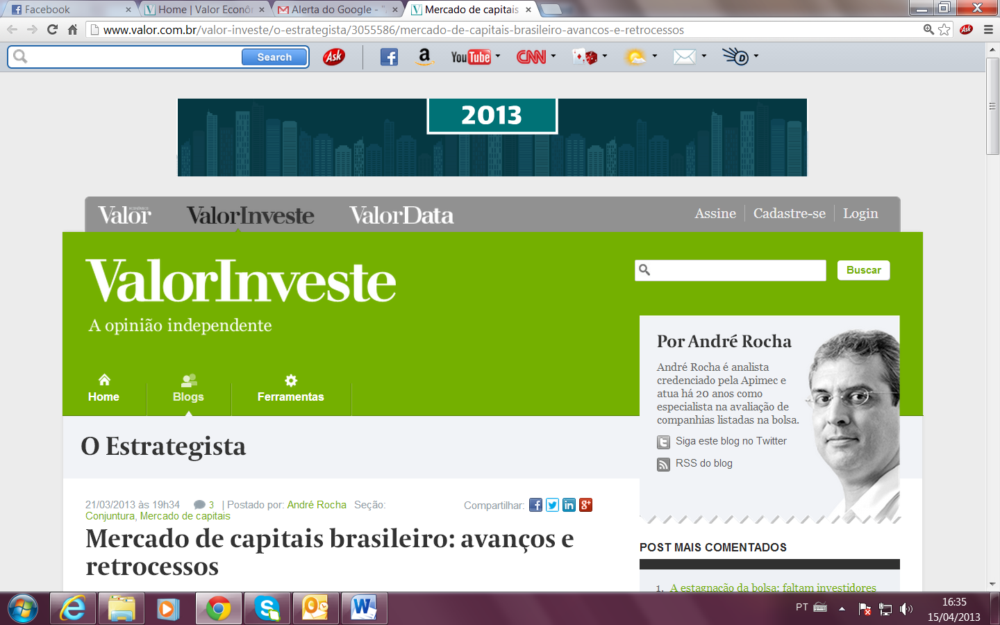 Facebook
Home | Valor Econôn
Alerta do Google - "
Mercado de capitais
www.valor.com.br/valor-investe/o-estrategista/3055586/mercado-de-capitais-brasileiro-avancos-e-retrocessos
Search
Ask
a
YouTube
CNN
D
2013
Valor ECONÔMICO
ValorInveste
ValorData
Assine
Cadastre-se
Login
ValorInveste
A opinião independente
Buscar
Home
Blogs
Ferramentas
Por André Rocha
André Rocha é analista
credenciado pela Apimec e
atua há 20 anos como
especialista na avaliação de
companhias listadas na bolsa.
Siga este blog no Twitter
RSS do blog
O Estrategista
21/03/2013 às 19h34 3 | Postado por: André Rocha Seção:
Conjuntura, Mercado de capitais
Compartilhar:
Mercado de capitais brasileiro: avanços e
retrocessos
POST MAIS COMENTADOS
1. A estagnação da bolsa: faltam investidores
PT
16:35
15/04/2013